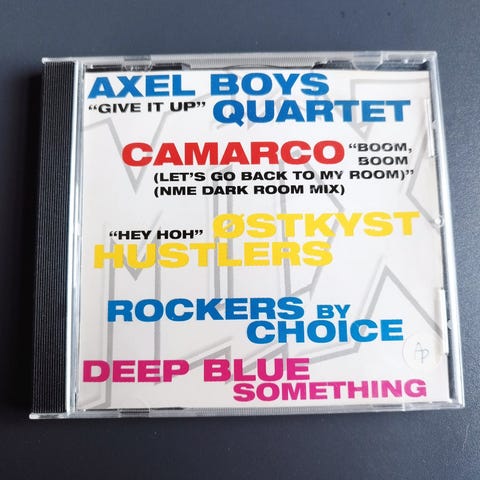 AXEL BOYS
"GIVE IT UP" QUARTET
CAMARCO "BOOM,
BOOM
(LET'S GO BACK TO MY ROOM)"
(NME DARK ROOM MIX)
"HEY HOH" ØSTKYST
HUSTLERS
ROCKERS BY
CHOICE
AP
DEEP BLUE
SOMETHING